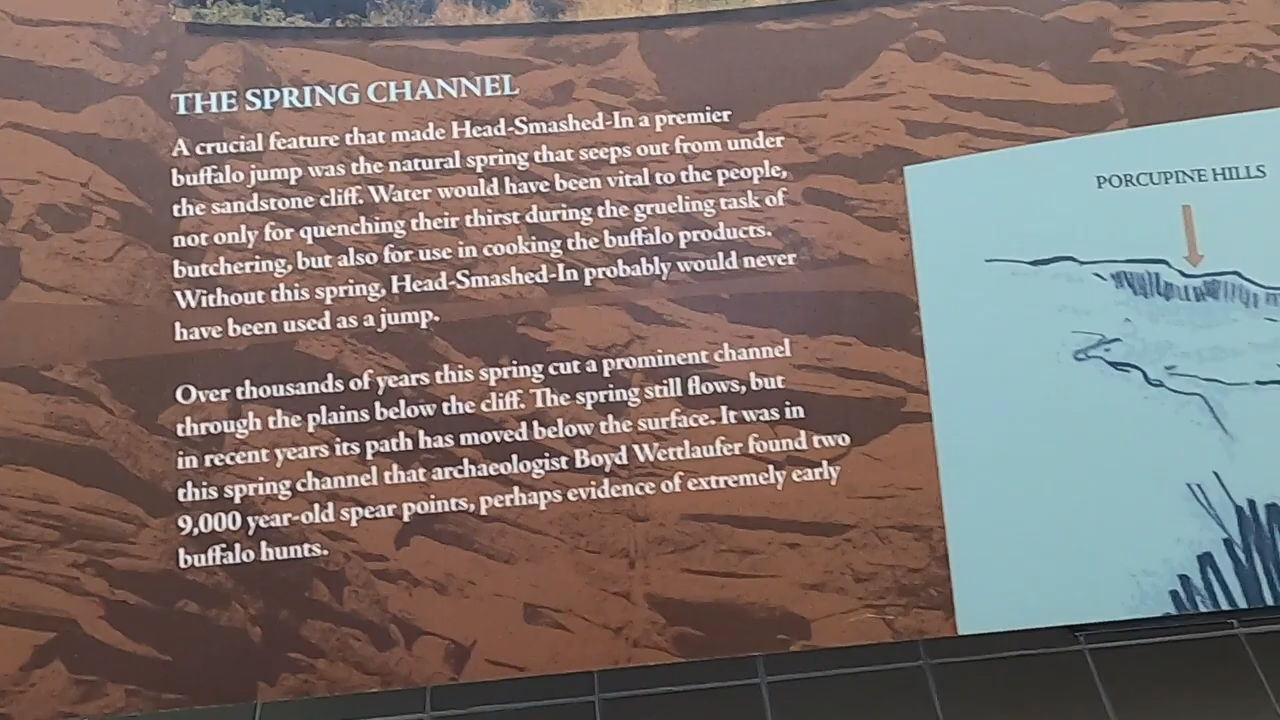 THE SPRING CHANNEL
A crucial feature that made Head-Smashed-In a premier
buffalo jump was the natural spring that seeps out from under
the sandstone cliff. Water would have been vital to the people,
not only for quenching their thirst during the grueling task of
butchering, but also for use in cooking the buffalo products.
Without this spring, Head-Smashed-In probably would never
have been used as a jump.
Over thousands of years this spring cut a prominent channel
through the plains below the cliff. The spring still flows, but
in recent years its path has moved below the surface. It was in
this spring channel that archaeologist Boyd Wettlaufer found two
9,000 year-old spear points, perhaps evidence of extremely early
buffalo hunts.
PORCUPINE HILLS